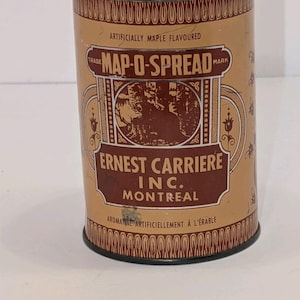 ARTIFICIALLY MAPLE FLAVOURED
TRADE MAP-O-SPREAD MARK
ERNEST CARRIERE
INC.
MONTREAL
AROMATISÉ ARTIFICIELLEMENT À L'ÉRABLE